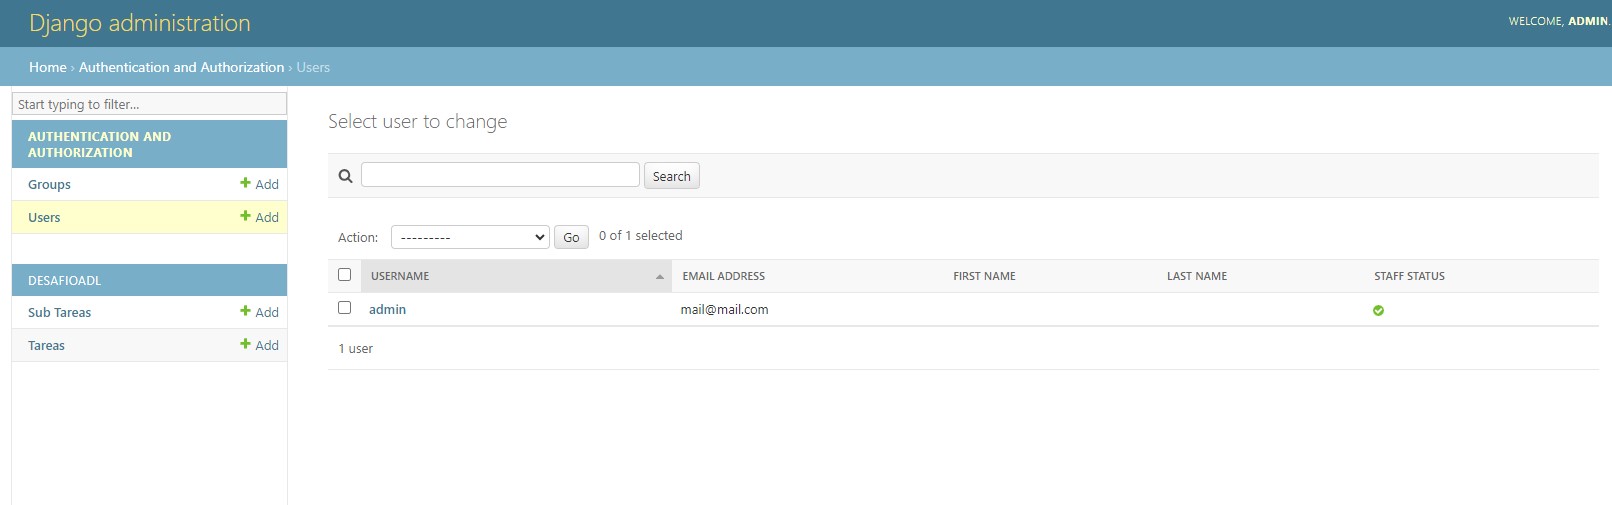 Django administration
WELCOME, ADMIN.
Home › Authentication and Authorization › Users
Start typing to filter...
AUTHENTICATION AND
AUTHORIZATION
Groups + Add
Users + Add
DESAFIOADL
Sub Tareas + Add
Tareas + Add
Select user to change
Search
Action: --------- Go 0 of 1 selected
USERNAME EMAIL ADDRESS FIRST NAME LAST NAME STAFF STATUS
admin mail@mail.com
1 user